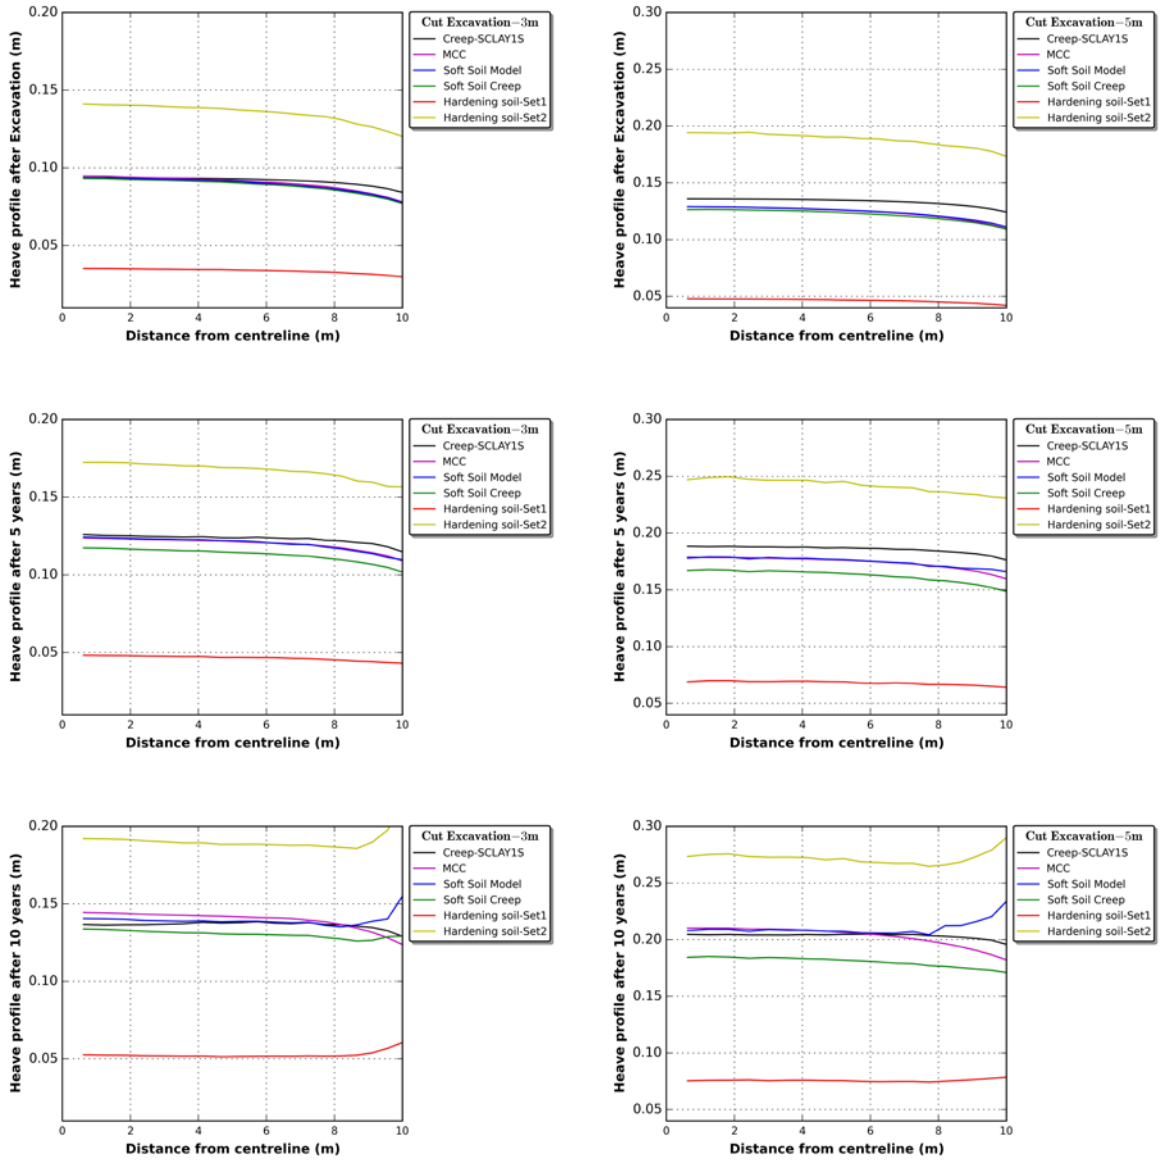 0.20
0.15
0.10
0.05
Heave profile after Excavation (m)
0 2 4 6 8 10
Distance from centreline (m)
Cut Excavation−3m
Creep-SCLAY1S
MCC
Soft Soil Model
Soft Soil Creep
Hardening soil-Set1
Hardening soil-Set2
0.30
0.25
0.20
0.15
0.10
0.05
Heave profile after Excavation (m)
0 2 4 6 8 10
Distance from centreline (m)
Cut Excavation−5m
Creep-SCLAY1S
MCC
Soft Soil Model
Soft Soil Creep
Hardening soil-Set1
Hardening soil-Set2
0.20
0.15
0.10
0.05
Heave profile after 5 years (m)
0 2 4 6 8 10
Distance from centreline (m)
Cut Excavation−3m
Creep-SCLAY1S
MCC
Soft Soil Model
Soft Soil Creep
Hardening soil-Set1
Hardening soil-Set2
0.30
0.25
0.20
0.15
0.10
0.05
Heave profile after 5 years (m)
0 2 4 6 8 10
Distance from centreline (m)
Cut Excavation−5m
Creep-SCLAY1S
MCC
Soft Soil Model
Soft Soil Creep
Hardening soil-Set1
Hardening soil-Set2
0.20
0.15
0.10
0.05
Heave profile after 10 years (m)
0 2 4 6 8 10
Distance from centreline (m)
Cut Excavation−3m
Creep-SCLAY1S
MCC
Soft Soil Model
Soft Soil Creep
Hardening soil-Set1
Hardening soil-Set2
0.30
0.25
0.20
0.15
0.10
0.05
Heave profile after 10 years (m)
0 2 4 6 8 10
Distance from centreline (m)
Cut Excavation−5m
Creep-SCLAY1S
MCC
Soft Soil Model
Soft Soil Creep
Hardening soil-Set1
Hardening soil-Set2